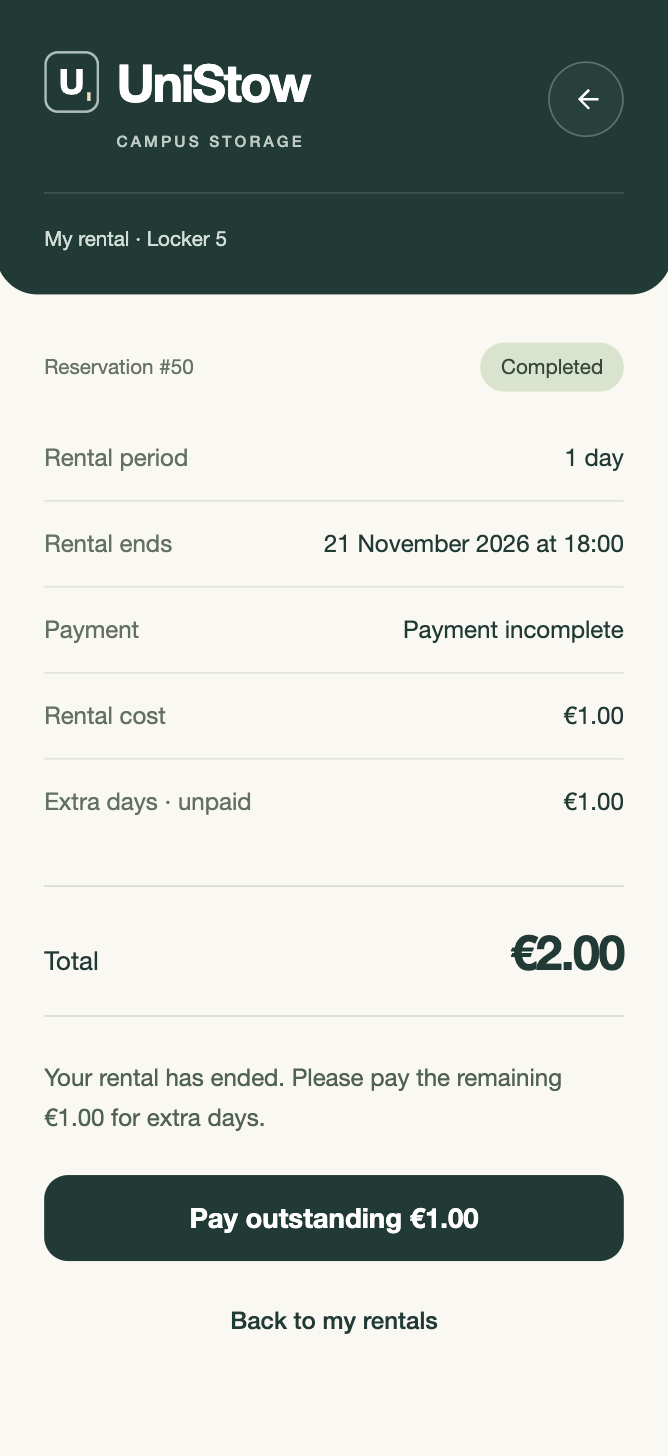 U,
UniStow
CAMPUS STORAGE
My rental · Locker 5
Reservation #50
Completed
Rental period
1 day
Rental ends
21 November 2026 at 18:00
Payment
Payment incomplete
Rental cost
€1.00
Extra days · unpaid
€1.00
Total
€2.00
Your rental has ended. Please pay the remaining
€1.00 for extra days.
Pay outstanding €1.00
Back to my rentals